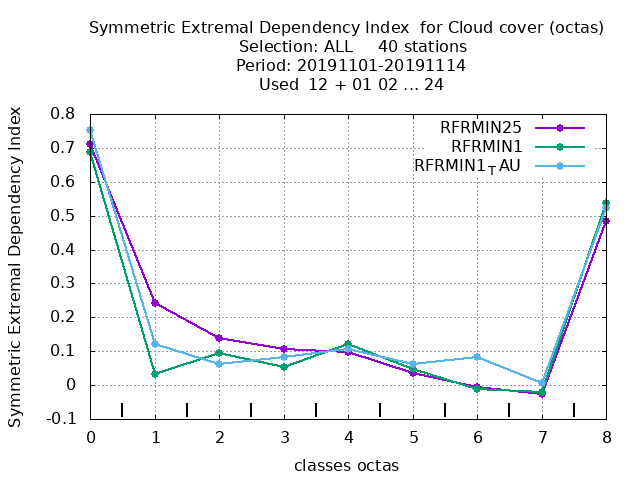 Symmetric Extremal Dependency Index  for Cloud cover (octas)
Selection: ALL     40 stations
Period: 20191101-20191114
Used  12 + 01 02 ... 24
Symmetric Extremal Dependency Index
0.8
0.7
0.6
0.5
0.4
0.3
0.2
0.1
0
-0.1
RFRMIN25
RFRMIN1
RFRMIN1TAU
0 1 2 3 4 5 6 7 8
classes octas